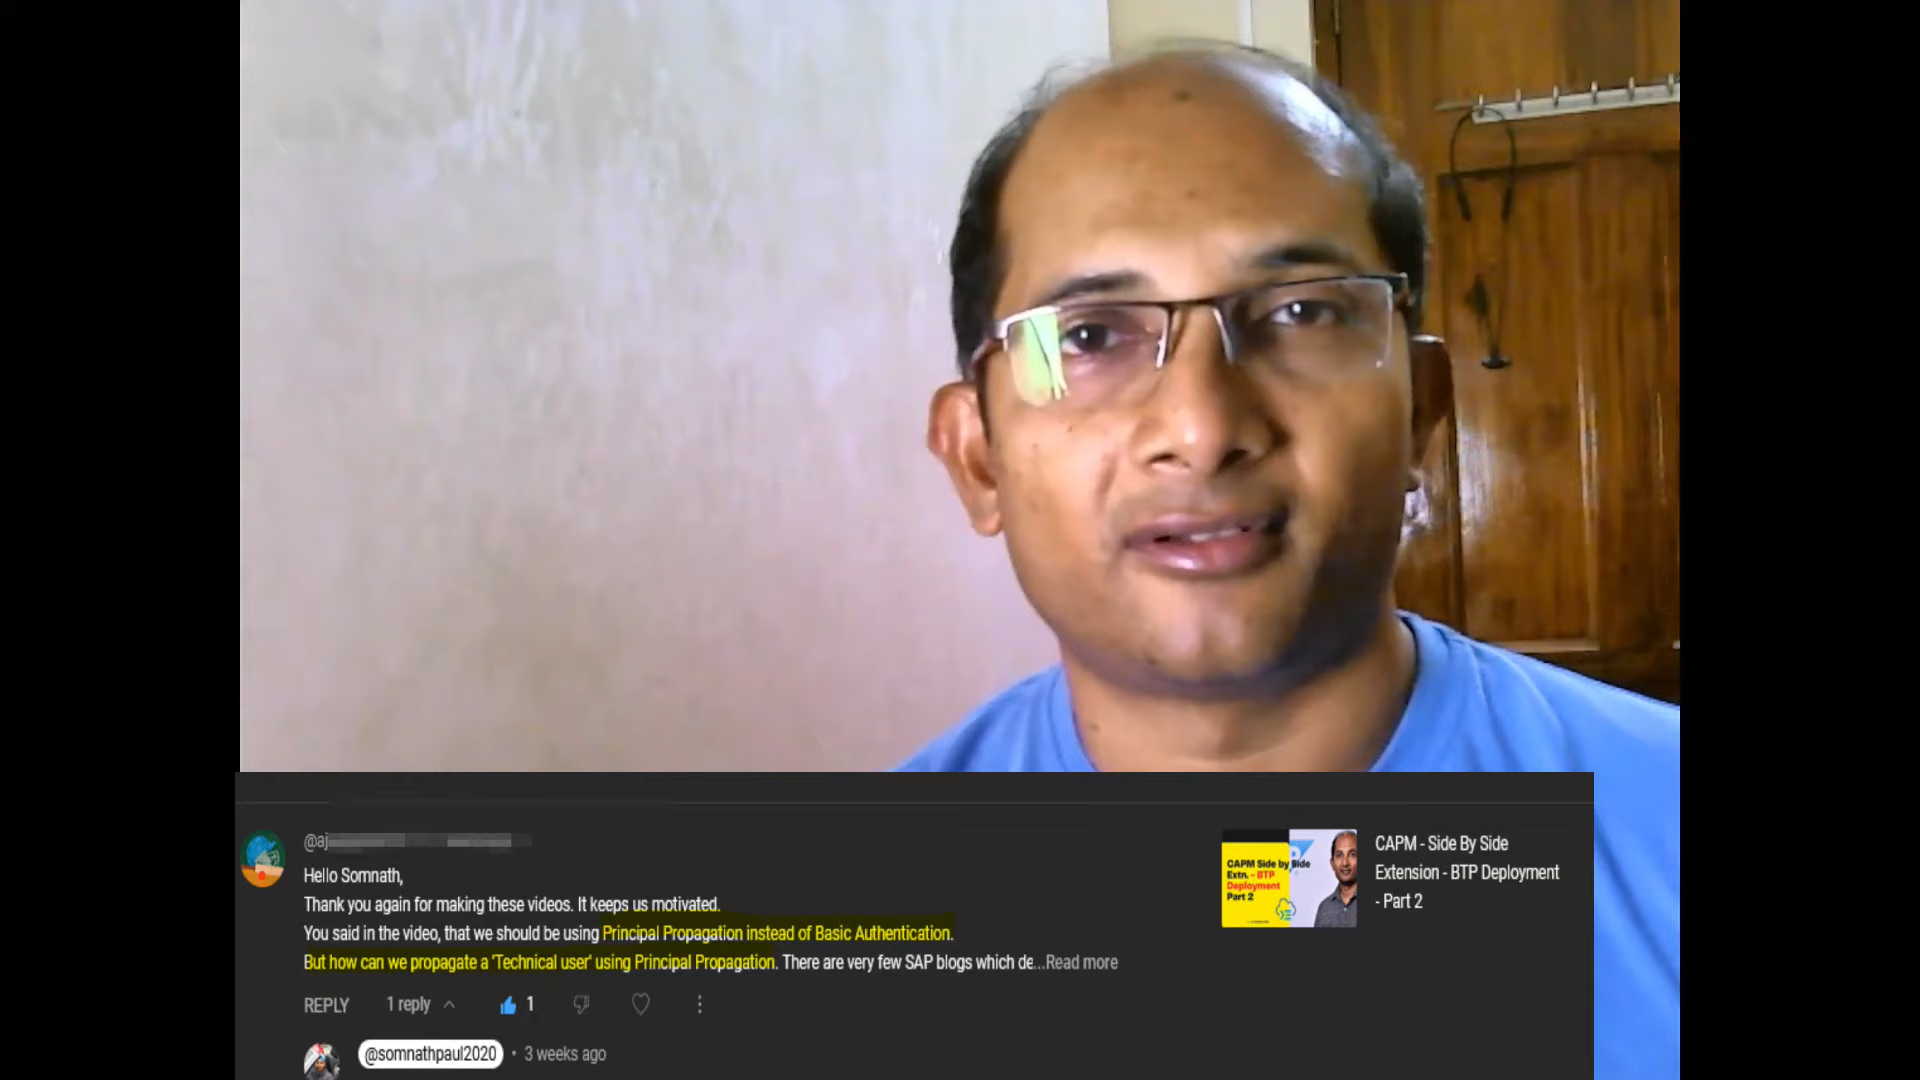 @aj
Hello Somnath,
Thank you again for making these videos. It keeps us motivated.
You said in the video, that we should be using Principal Propagation instead of Basic Authentication.
But how can we propagate a 'Technical user' using Principal Propagation. There are very few SAP blogs which de...Read more
REPLY 1 reply 1
@somnathpaul2020 • 3 weeks ago
CAPM Side by Side
Extn. - BTP
Deployment
Part 2
CAPM - Side By Side
Extension - BTP Deployment
- Part 2